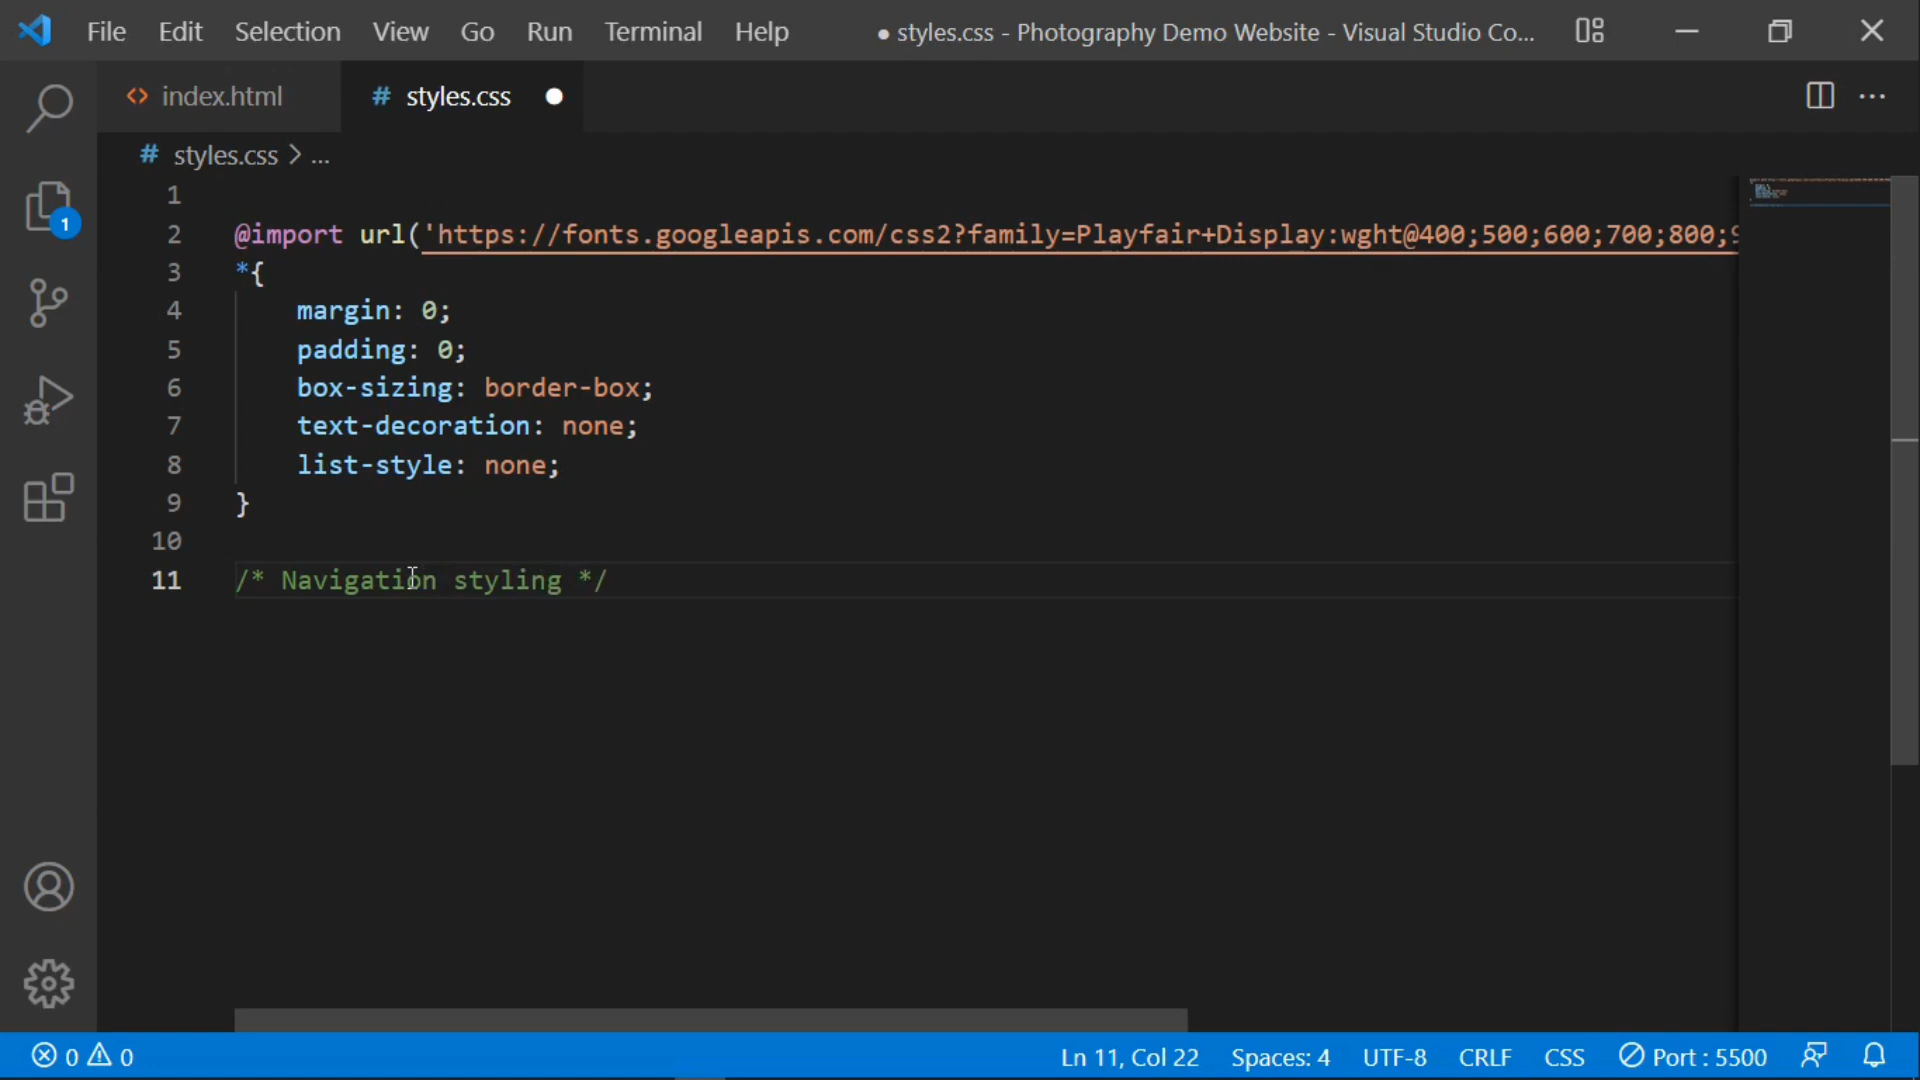 File Edit Selection View Go Run Terminal Help ● styles.css - Photography Demo Website - Visual Studio Co...
index.html # styles.css ●
# styles.css > ...
1
2 @import url('https://fonts.googleapis.com/css2?family=Playfair+Display:wght@400;500;600;700;800;9
3 *{
4 margin: 0;
5 padding: 0;
6 box-sizing: border-box;
7 text-decoration: none;
8 list-style: none;
9 }
10
11 /* Navigation styling */
1
0 0 Ln 11, Col 22 Spaces: 4 UTF-8 CRLF CSS Port : 5500